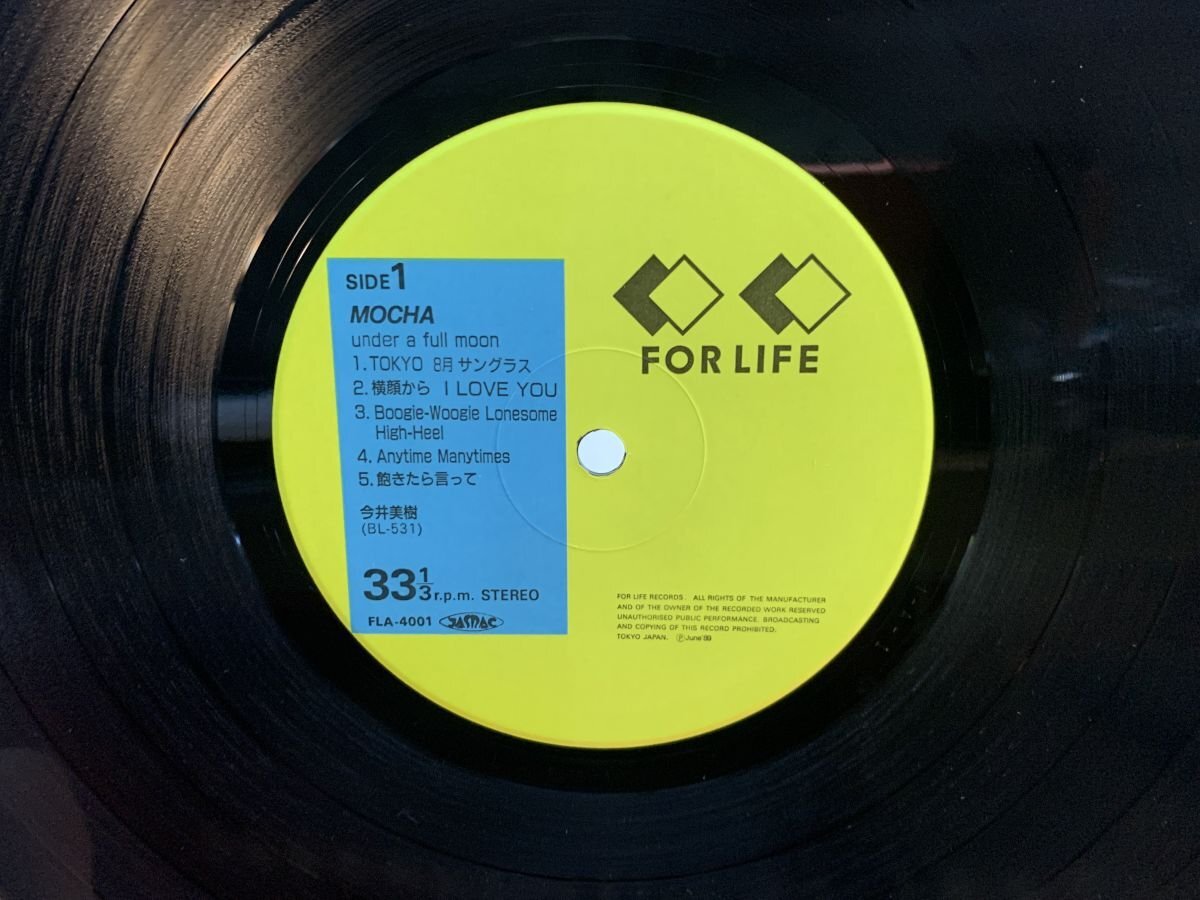 SIDE 1
MOCHA
under a full moon
1. TOKYO 8月サングラス
2. 横顔から I LOVE YOU
3. Boogie-Woogie Lonesome
High-Heel
4. Anytime Manytimes
5. 飽きたら言って
今井美樹
(BL-531)
33 1/3 r.p.m. STEREO
FLA-4001 JASRAC
FOR LIFE
FOR LIFE RECORDS. ALL RIGHTS OF THE MANUFACTURER
AND OF THE OWNER OF THE RECORDED WORK RESERVED
UNAUTHORISED PUBLIC PERFORMANCE, BROADCASTING
AND COPYING OF THIS RECORD PROHIBITED.
TOKYO JAPAN. ℗June'89